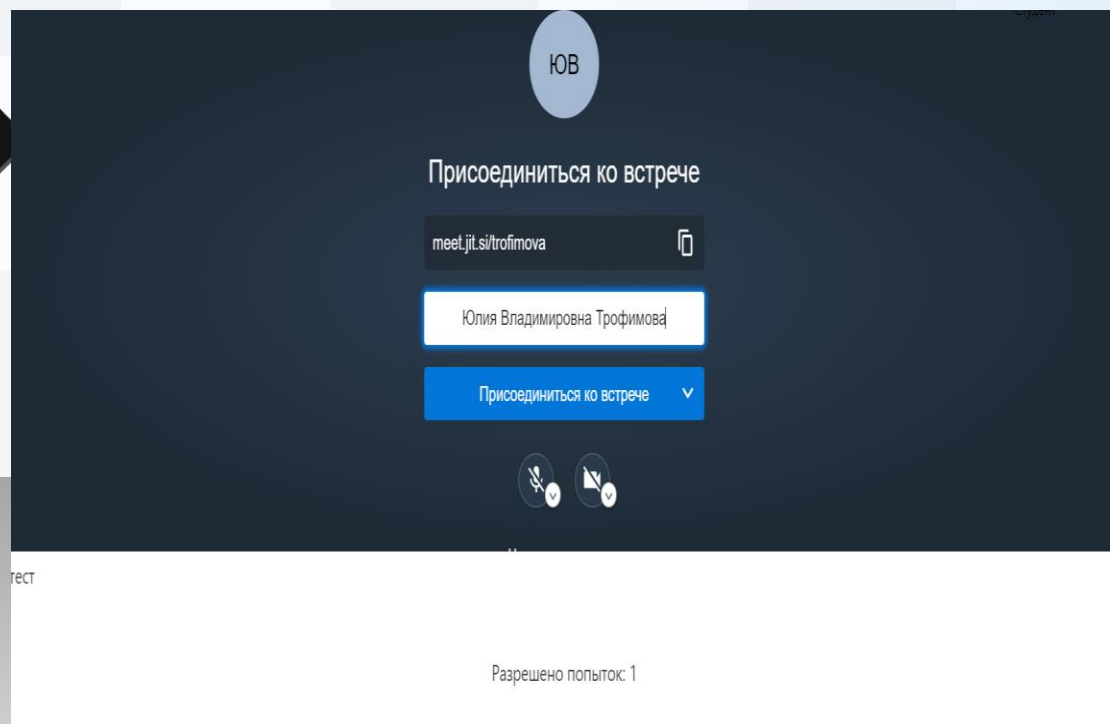 ЮВ
Присоединиться ко встрече
meet.jit.si/trofimova
Юлия Владимировна Трофимова
Присоединиться ко встрече
тест
Разрешено попыток: 1